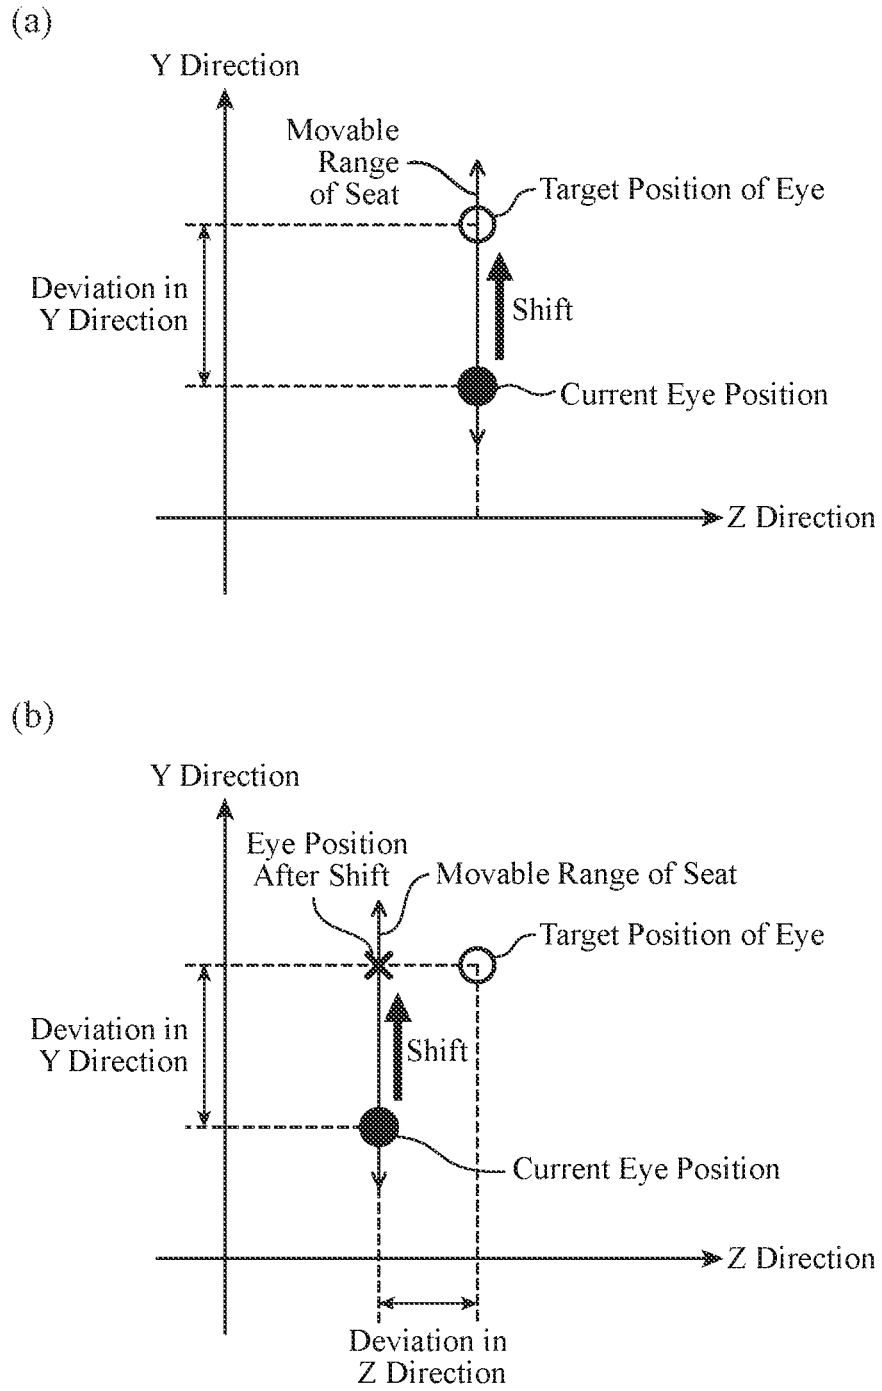 (a)
Y Direction
Movable
Range
of Seat
Target Position of Eye
Deviation in
Y Direction
Shift
Current Eye Position
Z Direction
(b)
Y Direction
Eye Position
After Shift
Movable Range of Seat
Target Position of Eye
Deviation in
Y Direction
Shift
Current Eye Position
Z Direction
Deviation in
Z Direction